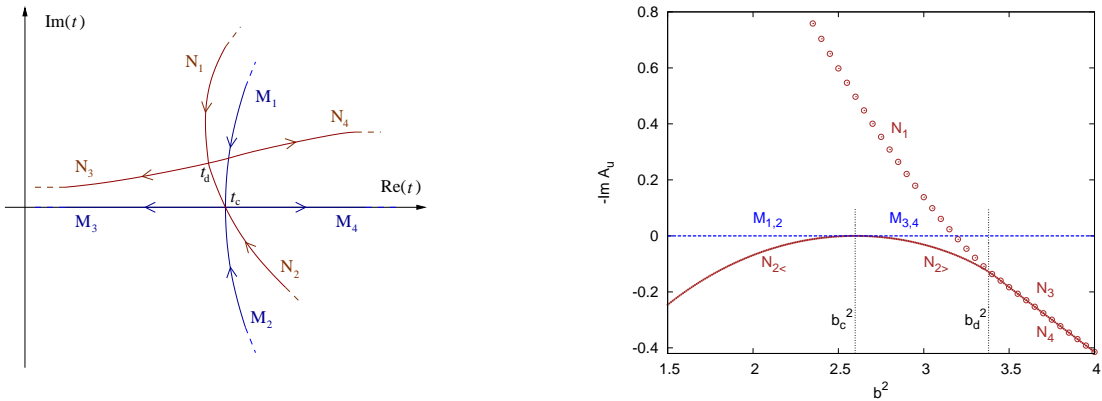 Im(t)
N1
M1
N4
N3
td
tc
Re(t)
M3
M4
N2
M2
0.8
0.6
0.4
0.2
0
-0.2
-0.4
-Im Au
N1
M1,2
M3,4
N2<
N2>
N3
N4
bc2
bd2
1.5 2 2.5 3 3.5 4
b2